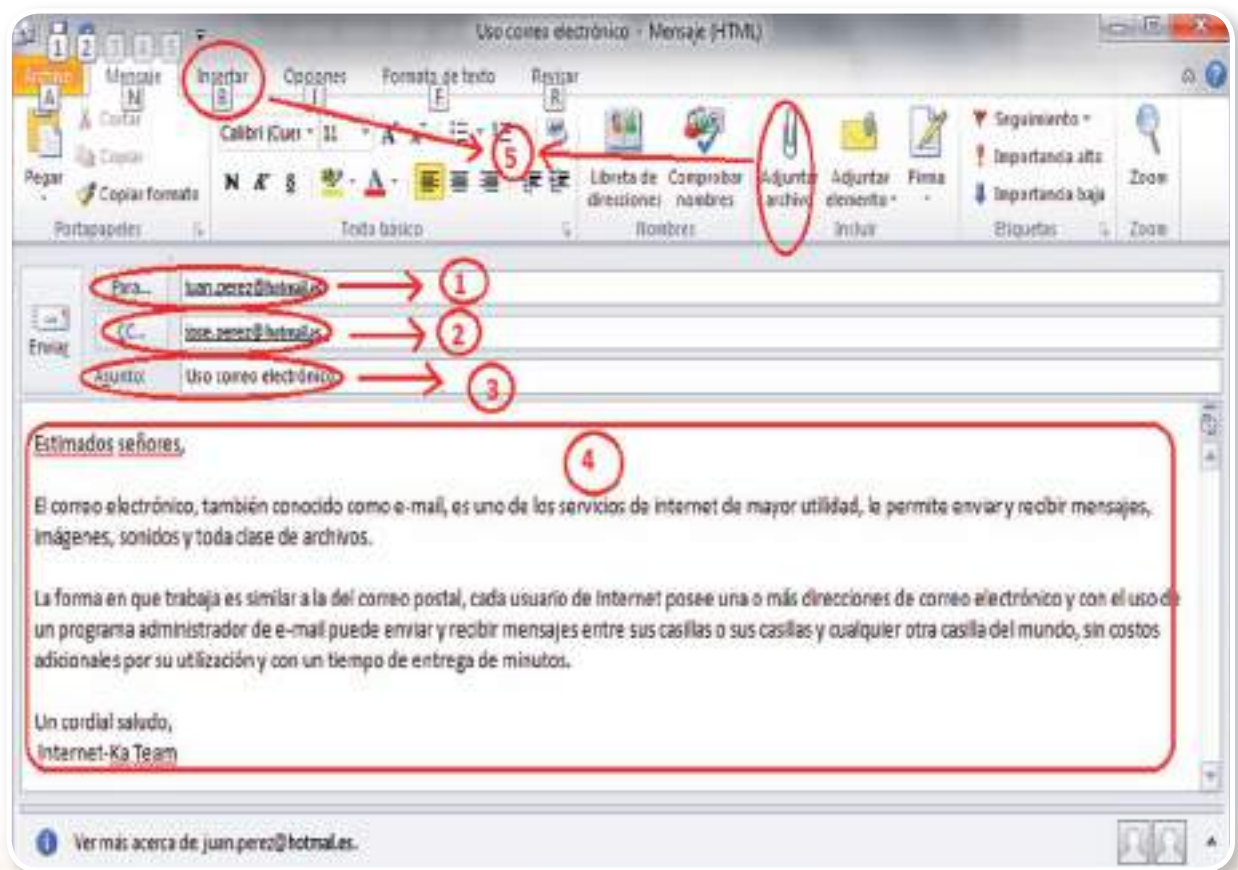 Uso correo electrónico - Mensaje (HTML)
1 2
Archivo Mensaje Insertar Opciones Formato de texto Revisar
A N B I F R
Pegar
Cortar
Copiar
Copiar formato
Portapapeles
Calibri (Cuer 11
N K S
Texto básico
5
Libreta de direcciones
Comprobar nombres
Nombres
Adjuntar archivo
Adjuntar elemento
Firma
Incluir
Seguimiento
Importancia alta
Importancia baja
Etiquetas
Zoom
Zoom
Enviar
Para... juan.perez@hotmail.es 1
CC... jose.perez@hotmail.es 2
Asunto: Uso correo electrónico 3
4
Estimados señores,
El correo electrónico, también conocido como e-mail, es uno de los servicios de internet de mayor utilidad, le permite enviar y recibir mensajes,
imágenes, sonidos y toda clase de archivos.
La forma en que trabaja es similar a la del correo postal, cada usuario de Internet posee una o más direcciones de correo electrónico y con el uso de
un programa administrador de e-mail puede enviar y recibir mensajes entre sus casillas o sus casillas y cualquier otra casilla del mundo, sin costos
adicionales por su utilización y con un tiempo de entrega de minutos.
Un cordial saludo,
Internet-Ka Team
Ver más acerca de juan.perez@hotmal.es.